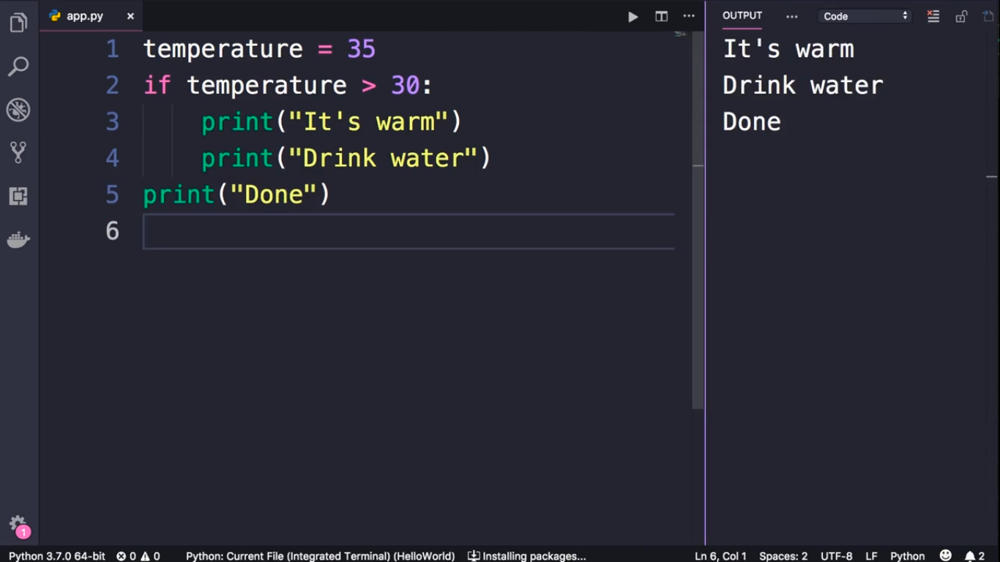 app.py
OUTPUT
Code
1 temperature = 35
2 if temperature > 30:
3 print("It's warm")
4 print("Drink water")
5 print("Done")
6
It's warm
Drink water
Done
1
Python 3.7.0 64-bit 0 0 Python: Current File (Integrated Terminal) (HelloWorld) Installing packages... Ln 6, Col 1 Spaces: 2 UTF-8 LF Python 2